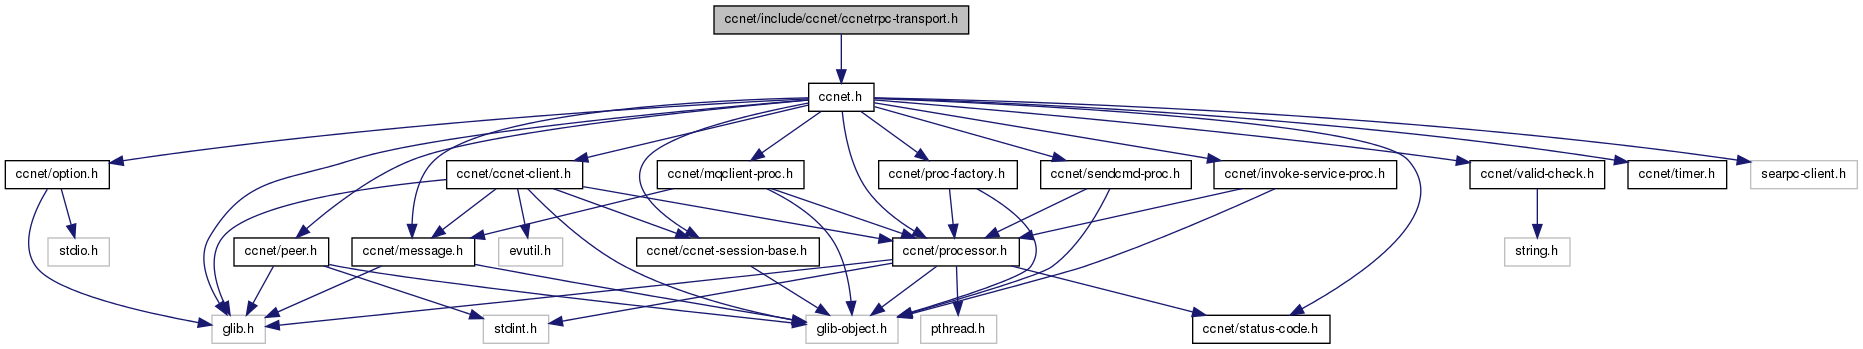 ccnet/include/ccnet/ccnetrpc-transport.h
ccnet.h
ccnet/option.h
ccnet/ccnet-client.h
ccnet/mqclient-proc.h
ccnet/proc-factory.h
ccnet/sendcmd-proc.h
ccnet/invoke-service-proc.h
ccnet/valid-check.h
ccnet/timer.h
searpc-client.h
stdio.h
ccnet/peer.h
ccnet/message.h
evutil.h
ccnet/ccnet-session-base.h
ccnet/processor.h
string.h
glib.h
stdint.h
glib-object.h
pthread.h
ccnet/status-code.h